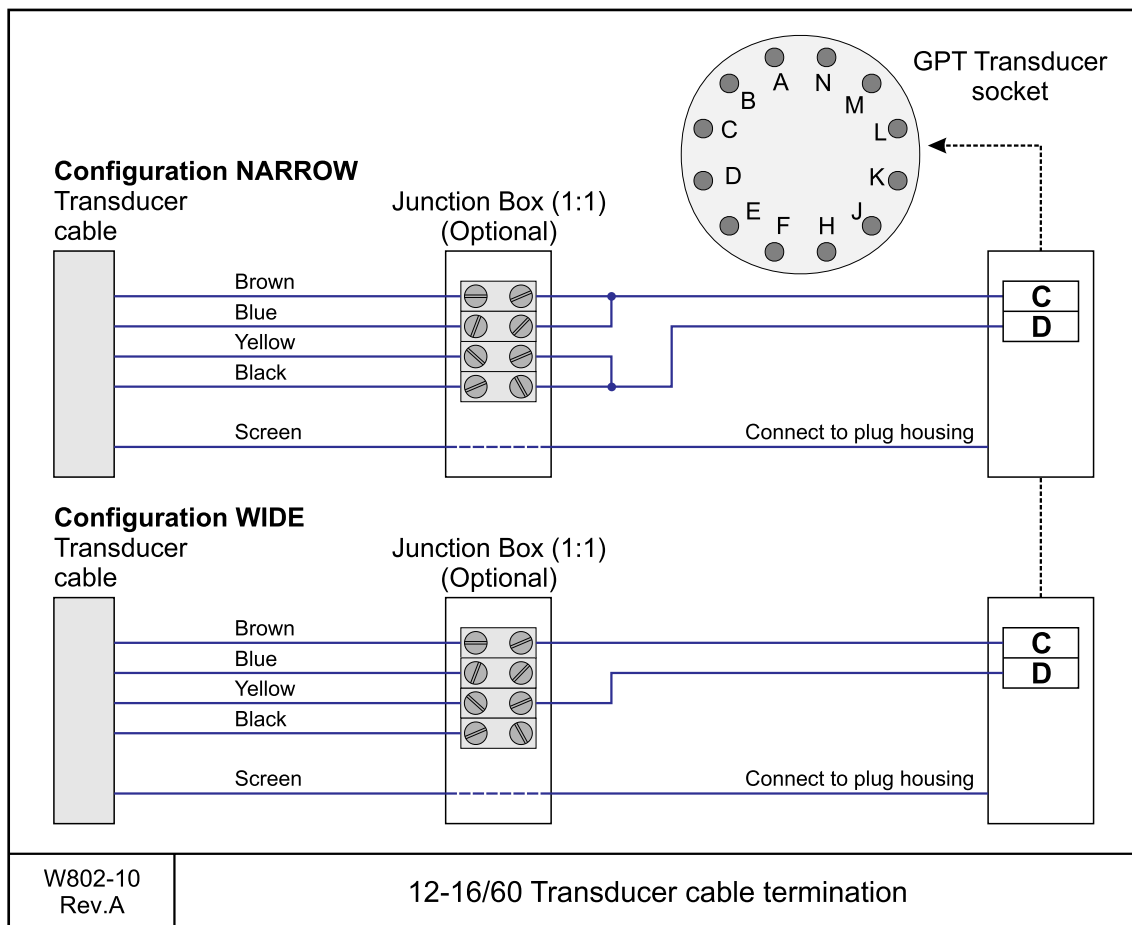 GPT Transducer
socket
A
N
B
M
C
L
D
K
E
J
F
H
Configuration NARROW
Transducer
cable
Junction Box (1:1)
(Optional)
Brown
Blue
Yellow
Black
Screen
Connect to plug housing
C
D
Configuration WIDE
Transducer
cable
Junction Box (1:1)
(Optional)
Brown
Blue
Yellow
Black
Screen
Connect to plug housing
C
D
W802-10
Rev.A
12-16/60 Transducer cable termination